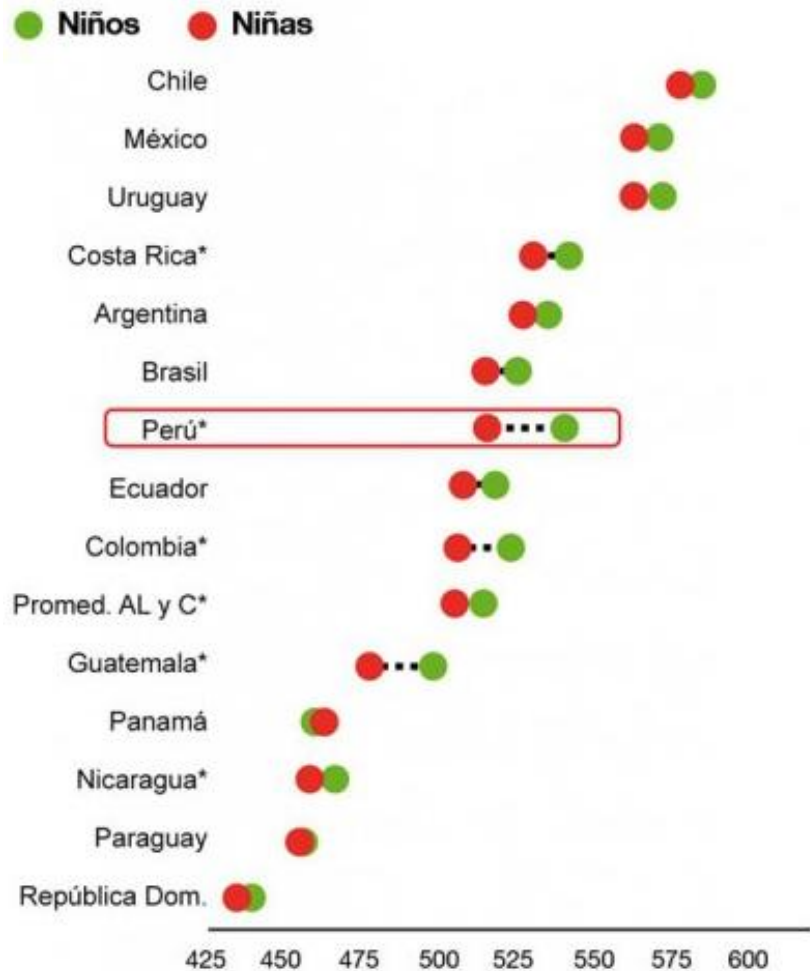 Niños Niñas
Chile
México
Uruguay
Costa Rica*
Argentina
Brasil
Perú*
Ecuador
Colombia*
Promed. AL y C*
Guatemala*
Panamá
Nicaragua*
Paraguay
República Dom.
425 450 475 500 525 550 575 600